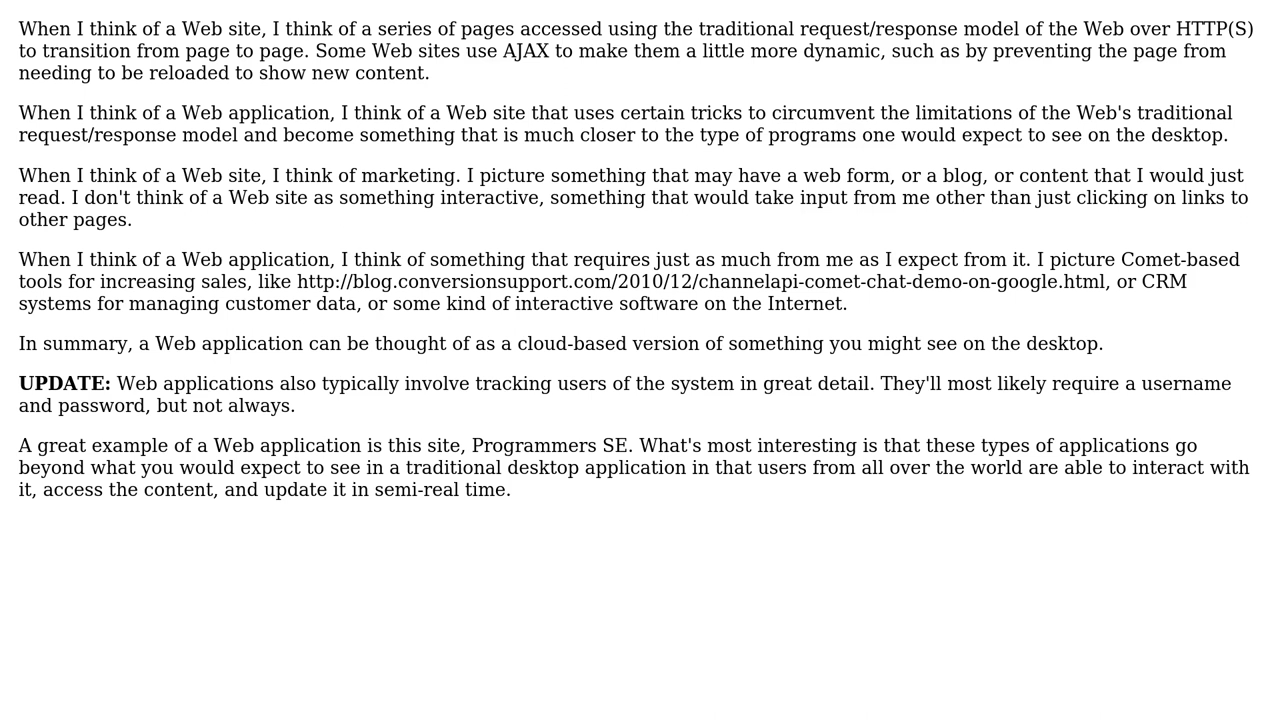 When I think of a Web site, I think of a series of pages accessed using the traditional request/response model of the Web over HTTP(S)
to transition from page to page. Some Web sites use AJAX to make them a little more dynamic, such as by preventing the page from
needing to be reloaded to show new content.
When I think of a Web application, I think of a Web site that uses certain tricks to circumvent the limitations of the Web's traditional
request/response model and become something that is much closer to the type of programs one would expect to see on the desktop.
When I think of a Web site, I think of marketing. I picture something that may have a web form, or a blog, or content that I would just
read. I don't think of a Web site as something interactive, something that would take input from me other than just clicking on links to
other pages.
When I think of a Web application, I think of something that requires just as much from me as I expect from it. I picture Comet-based
tools for increasing sales, like http://blog.conversionsupport.com/2010/12/channelapi-comet-chat-demo-on-google.html, or CRM
systems for managing customer data, or some kind of interactive software on the Internet.
In summary, a Web application can be thought of as a cloud-based version of something you might see on the desktop.
UPDATE: Web applications also typically involve tracking users of the system in great detail. They'll most likely require a username
and password, but not always.
A great example of a Web application is this site, Programmers SE. What's most interesting is that these types of applications go
beyond what you would expect to see in a traditional desktop application in that users from all over the world are able to interact with
it, access the content, and update it in semi-real time.